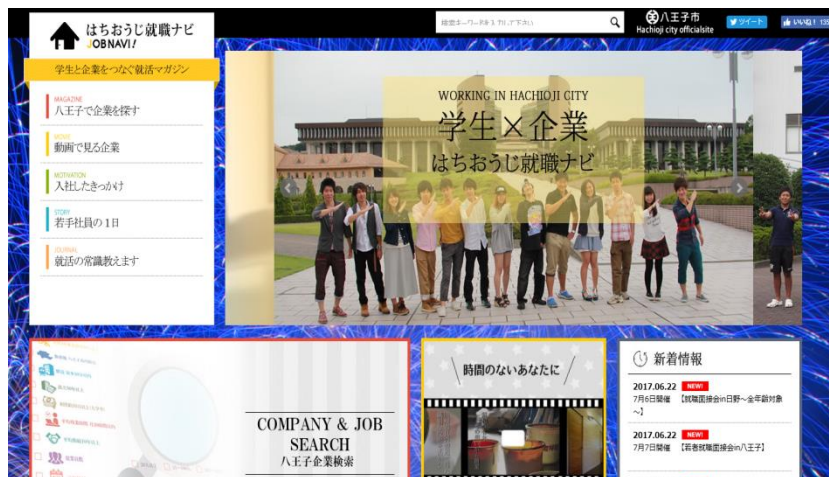 はちおうじ就職ナビ
JOBNAVI!
八王子市
Hachioji city officialsite
ツイート
いいね!
学生と企業をつなぐ就活マガジン
MAGAZINE
八王子で企業を探す
動画で見る企業
MOTIVATION
入社したきっかけ
STORY
若手社員の1日
JOURNAL
就活の常識教えます
WORKING IN HACHIOJI CITY
学生×企業
はちおうじ就職ナビ
COMPANY & JOB
SEARCH
八王子企業検索
時間のないあなたに
新着情報
2017.06.22 NEW!
7月6日開催 【就職面接会in日野~全年齢対象
~】
2017.06.22 NEW!
7月7日開催 【若者就職面接会in八王子】